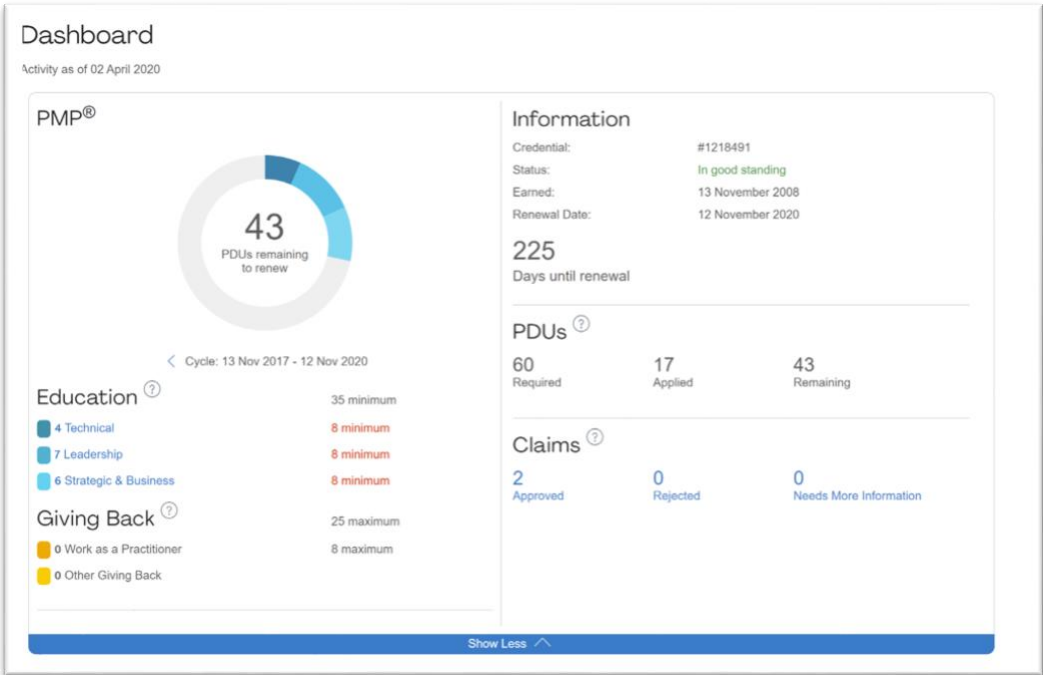 Dashboard
Activity as of 02 April 2020
PMP®
43
PDUs remaining
to renew
Cycle: 13 Nov 2017 - 12 Nov 2020
Education ? 35 minimum
4 Technical 8 minimum
7 Leadership 8 minimum
6 Strategic & Business 8 minimum
Giving Back ? 25 maximum
0 Work as a Practitioner 8 maximum
0 Other Giving Back
Information
Credential: #1218491
Status: In good standing
Earned: 13 November 2008
Renewal Date: 12 November 2020
225
Days until renewal
PDUs ?
60 17 43
Required Applied Remaining
Claims ?
2 0 0
Approved Rejected Needs More Information
Show Less